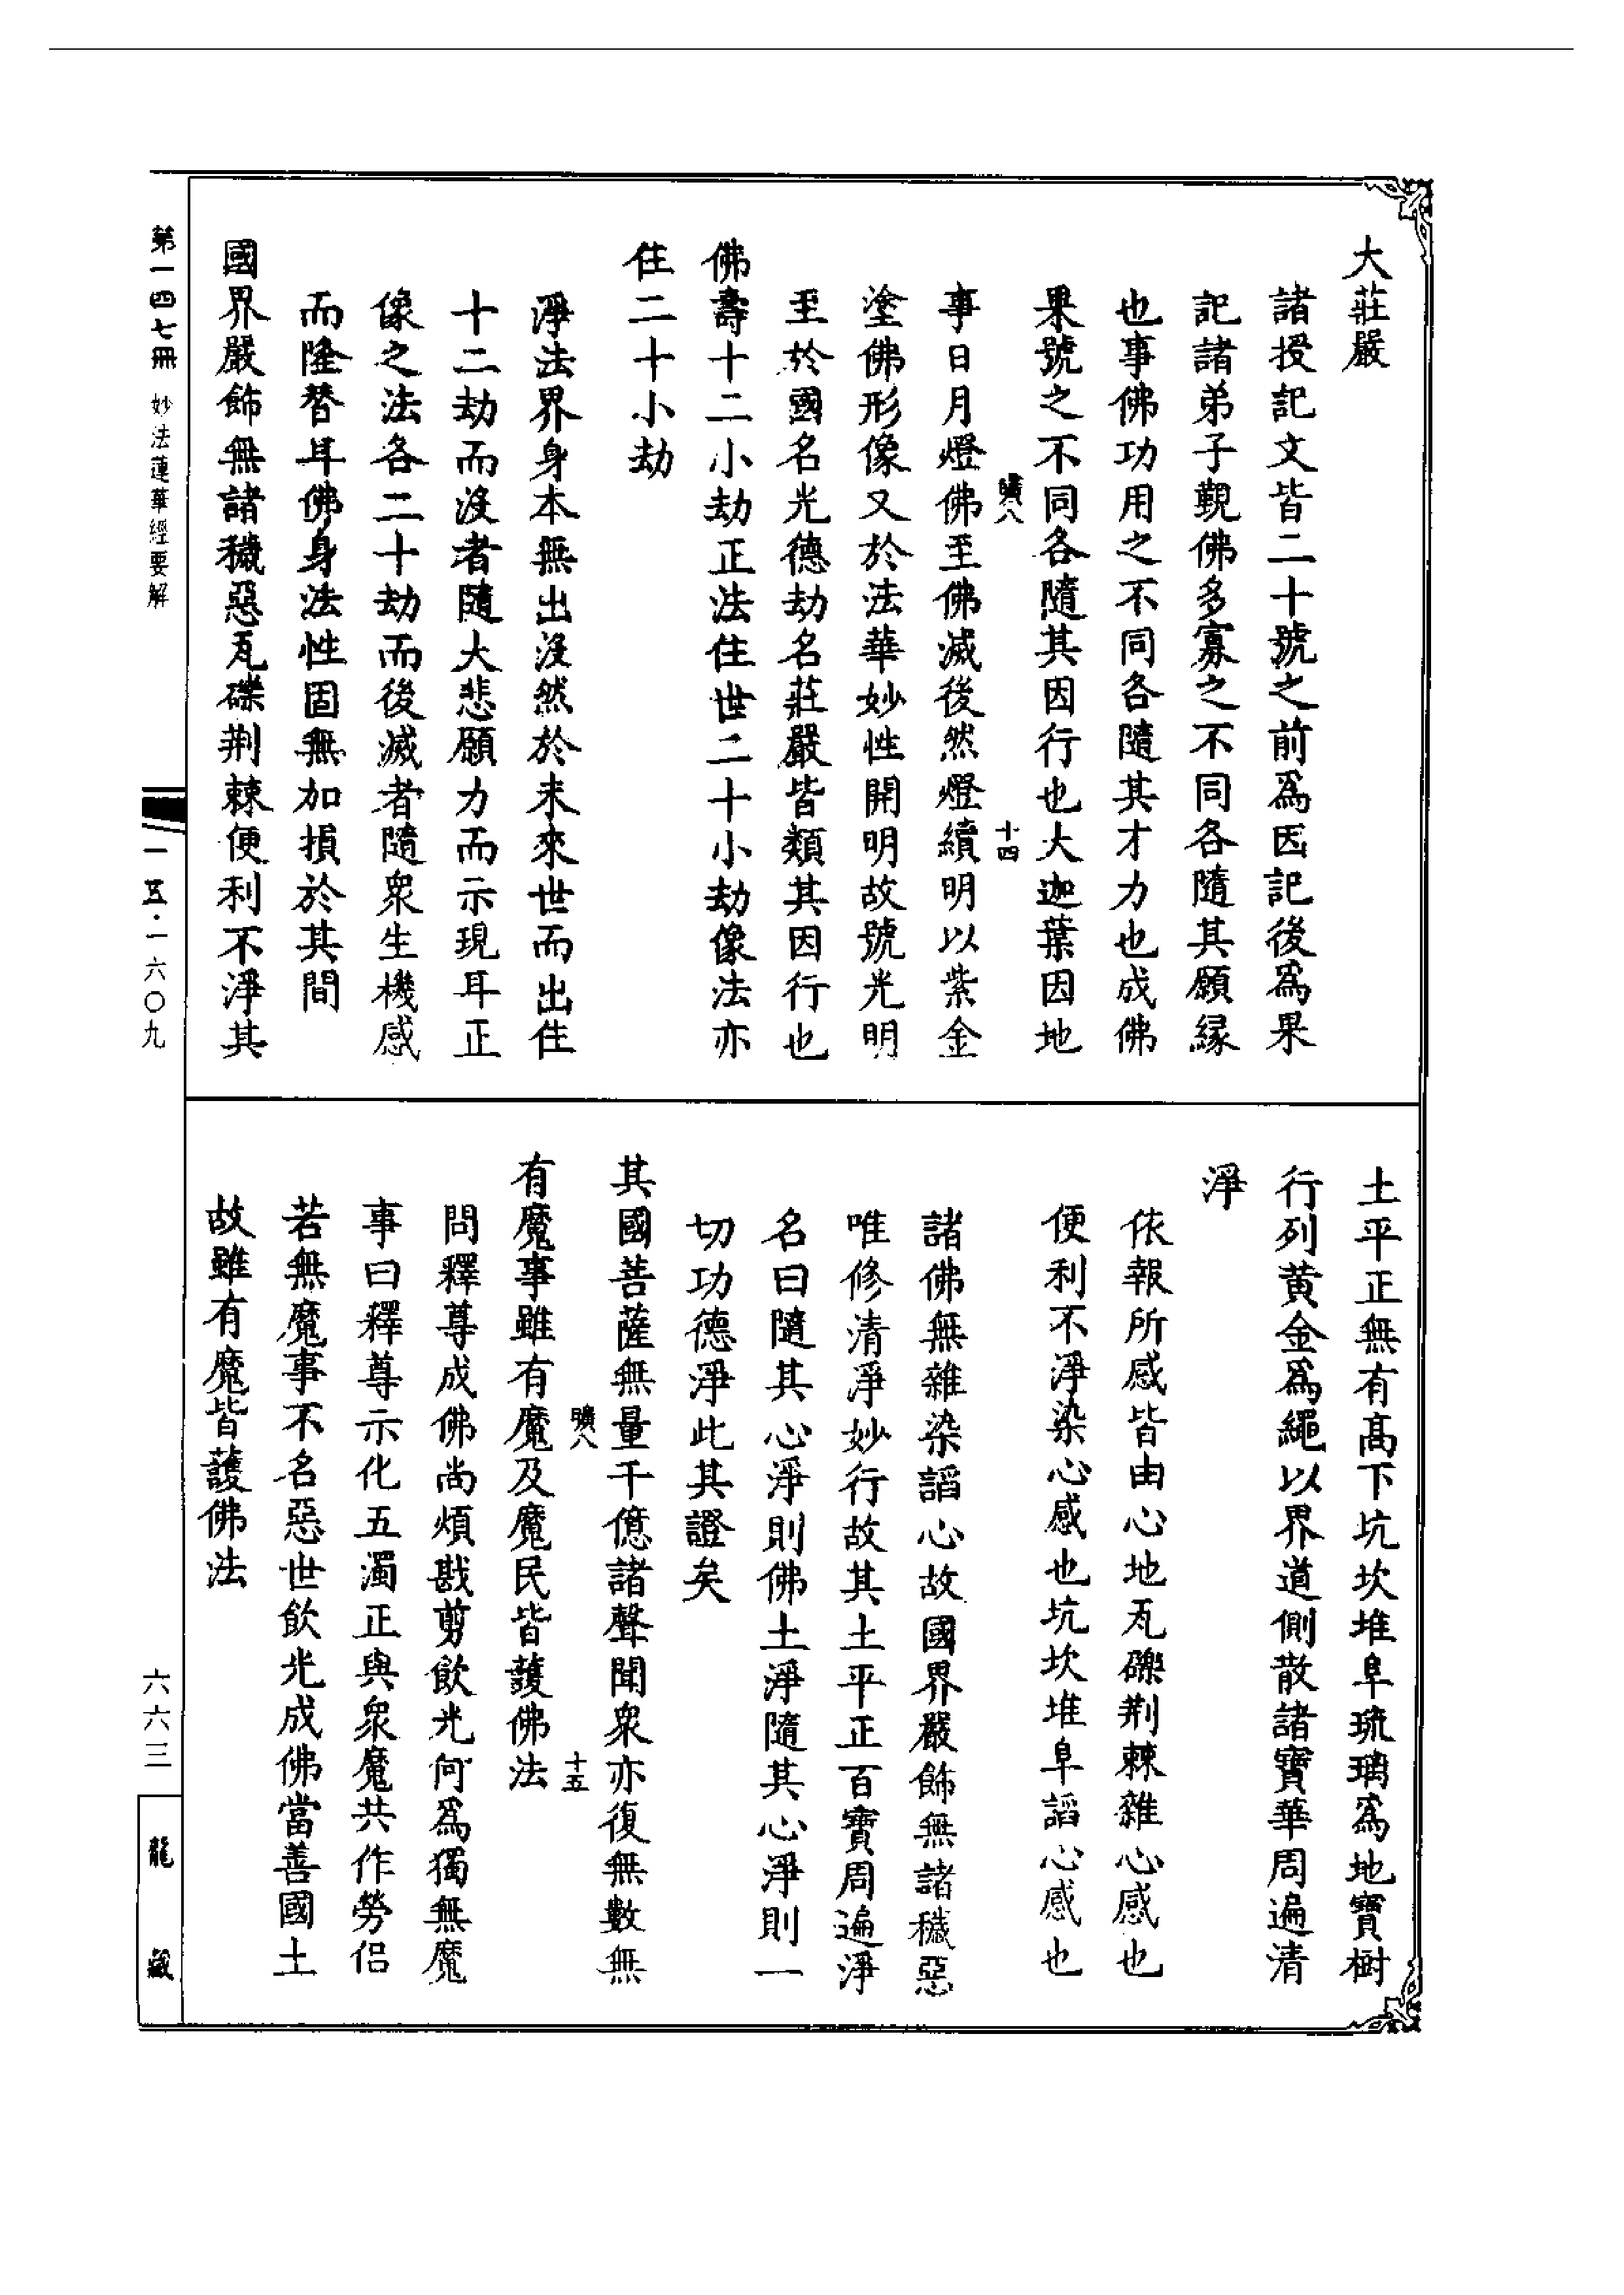 大莊嚴
諸授記文皆二十號之前爲因記後爲果
記諸弟子覲佛多寡之不同各隨其願緣
也事佛功用之不同各隨其才力也成佛
果號之不同各隨其因行也大迦葉因地
曠八
十四
事日月燈佛至佛滅後然燈續明以紫金
塗佛形像又於法華妙性開明故號光明
至於國名光德劫名莊嚴皆類其因行也
佛壽十二小劫正法住世二十小劫像法亦
住二十小劫
淨法界身本無出沒然於未來世而出住
十二劫而沒者隨大悲願力而示現耳正
像之法各二十劫而後滅者隨衆生機感
而隆替耳佛身法性固無加損於其間
國界嚴飾無諸穢惡瓦礫荆棘便利不淨其
土平正無有高下坑坎堆阜琉璃爲地寶樹
行列黃金爲繩以界道側散諸寶華周遍清
淨
依報所感皆由心地瓦礫荆棘雜心感也
便利不淨染心感也坑坎堆阜諂心感也
諸佛無雜染諂心故國界嚴飾無諸穢惡
唯修清淨妙行故其土平正百寶周遍淨
名曰隨其心淨則佛土淨隨其心淨則一
切功德淨此其證矣
其國菩薩無量千億諸聲聞衆亦復無數無
曠八
十五
有魔事雖有魔及魔民皆護佛法
問釋尊成佛尚煩戡剪飲光何爲獨無魔
事曰釋尊示化五濁正與衆魔共作勞侶
若無魔事不名惡世飲光成佛當善國土
故雖有魔皆護佛法
第一四七冊 妙法蓮華經要解
一五·一六〇九
六六三
龍藏